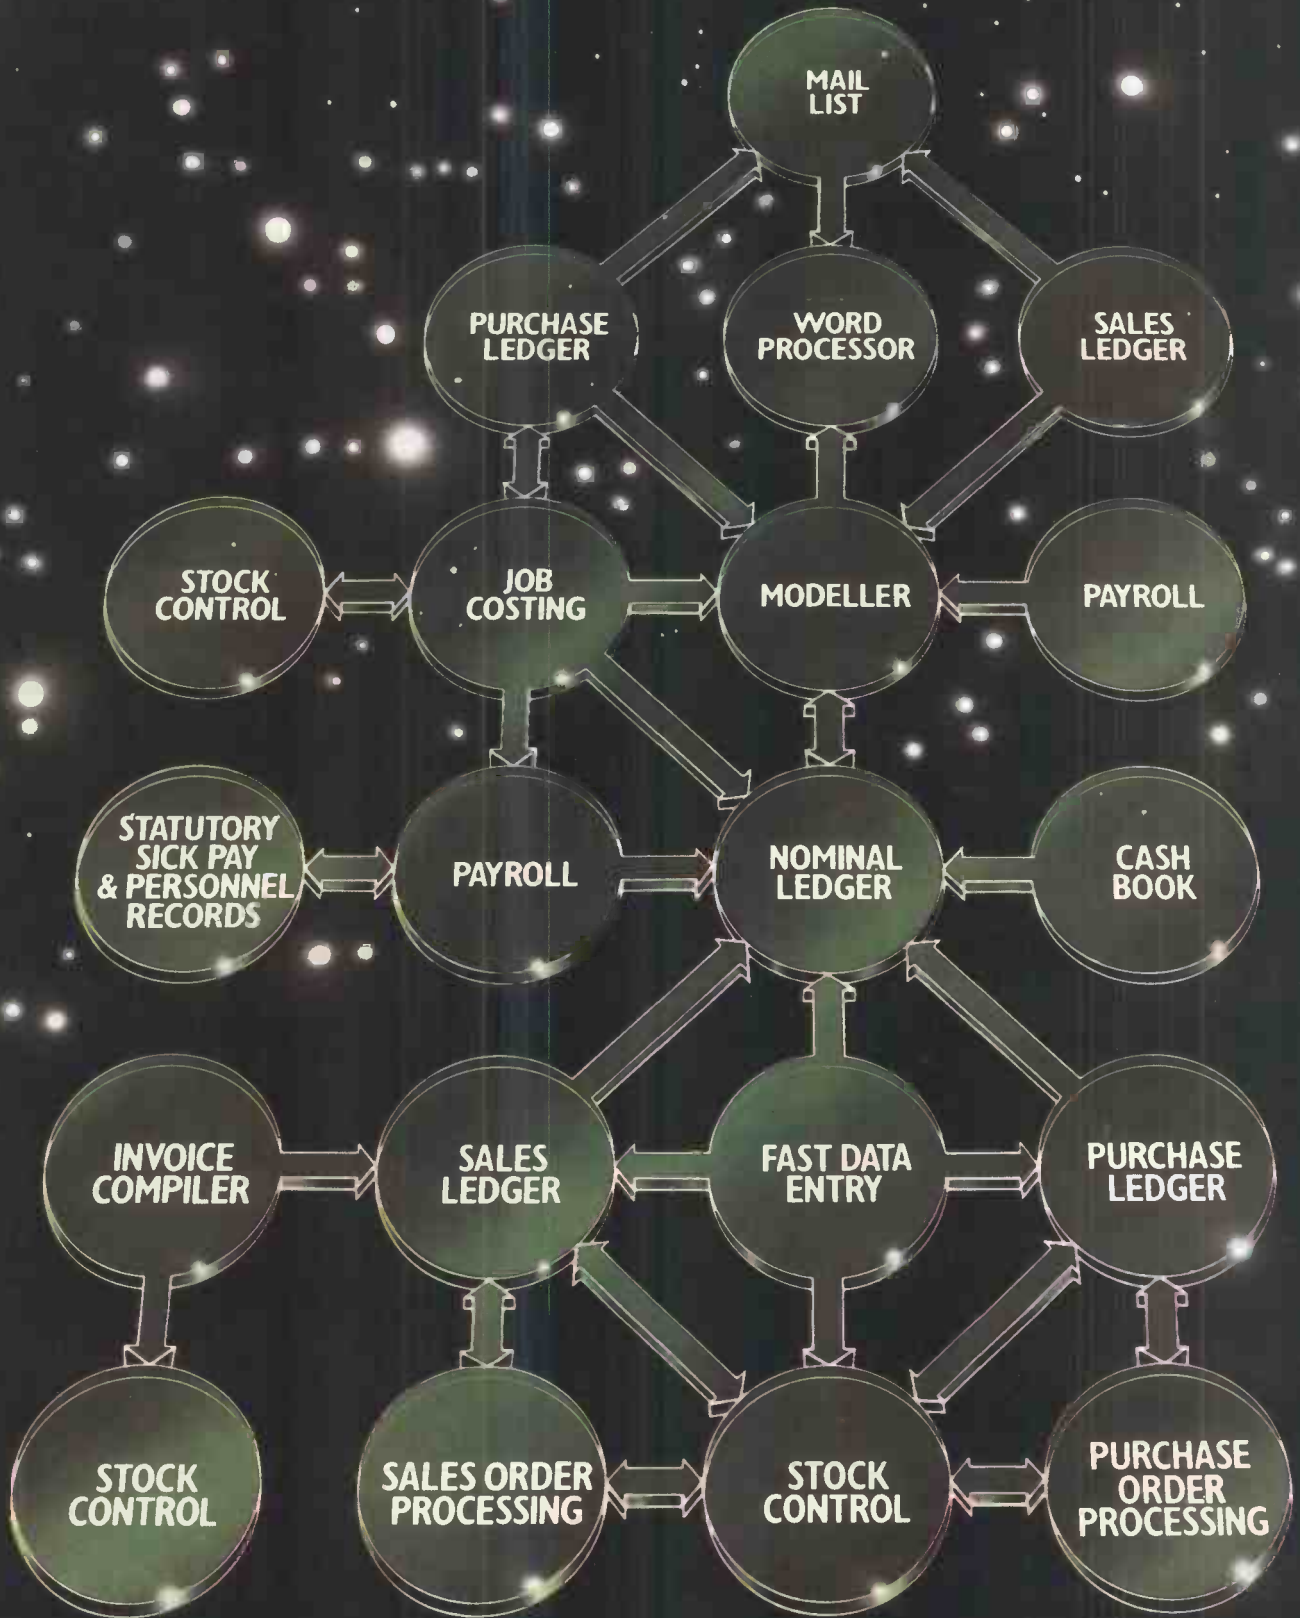 MAIL
LIST
PURCHASE
LEDGER
WORD
PROCESSOR
SALES
LEDGER
STOCK
CONTROL
JOB
COSTING
MODELLER
PAYROLL
STATUTORY
SICK PAY
& PERSONNEL
RECORDS
PAYROLL
NOMINAL
LEDGER
CASH
BOOK
INVOICE
COMPILER
SALES
LEDGER
FAST DATA
ENTRY
PURCHASE
LEDGER
STOCK
CONTROL
SALES ORDER
PROCESSING
STOCK
CONTROL
PURCHASE
ORDER
PROCESSING